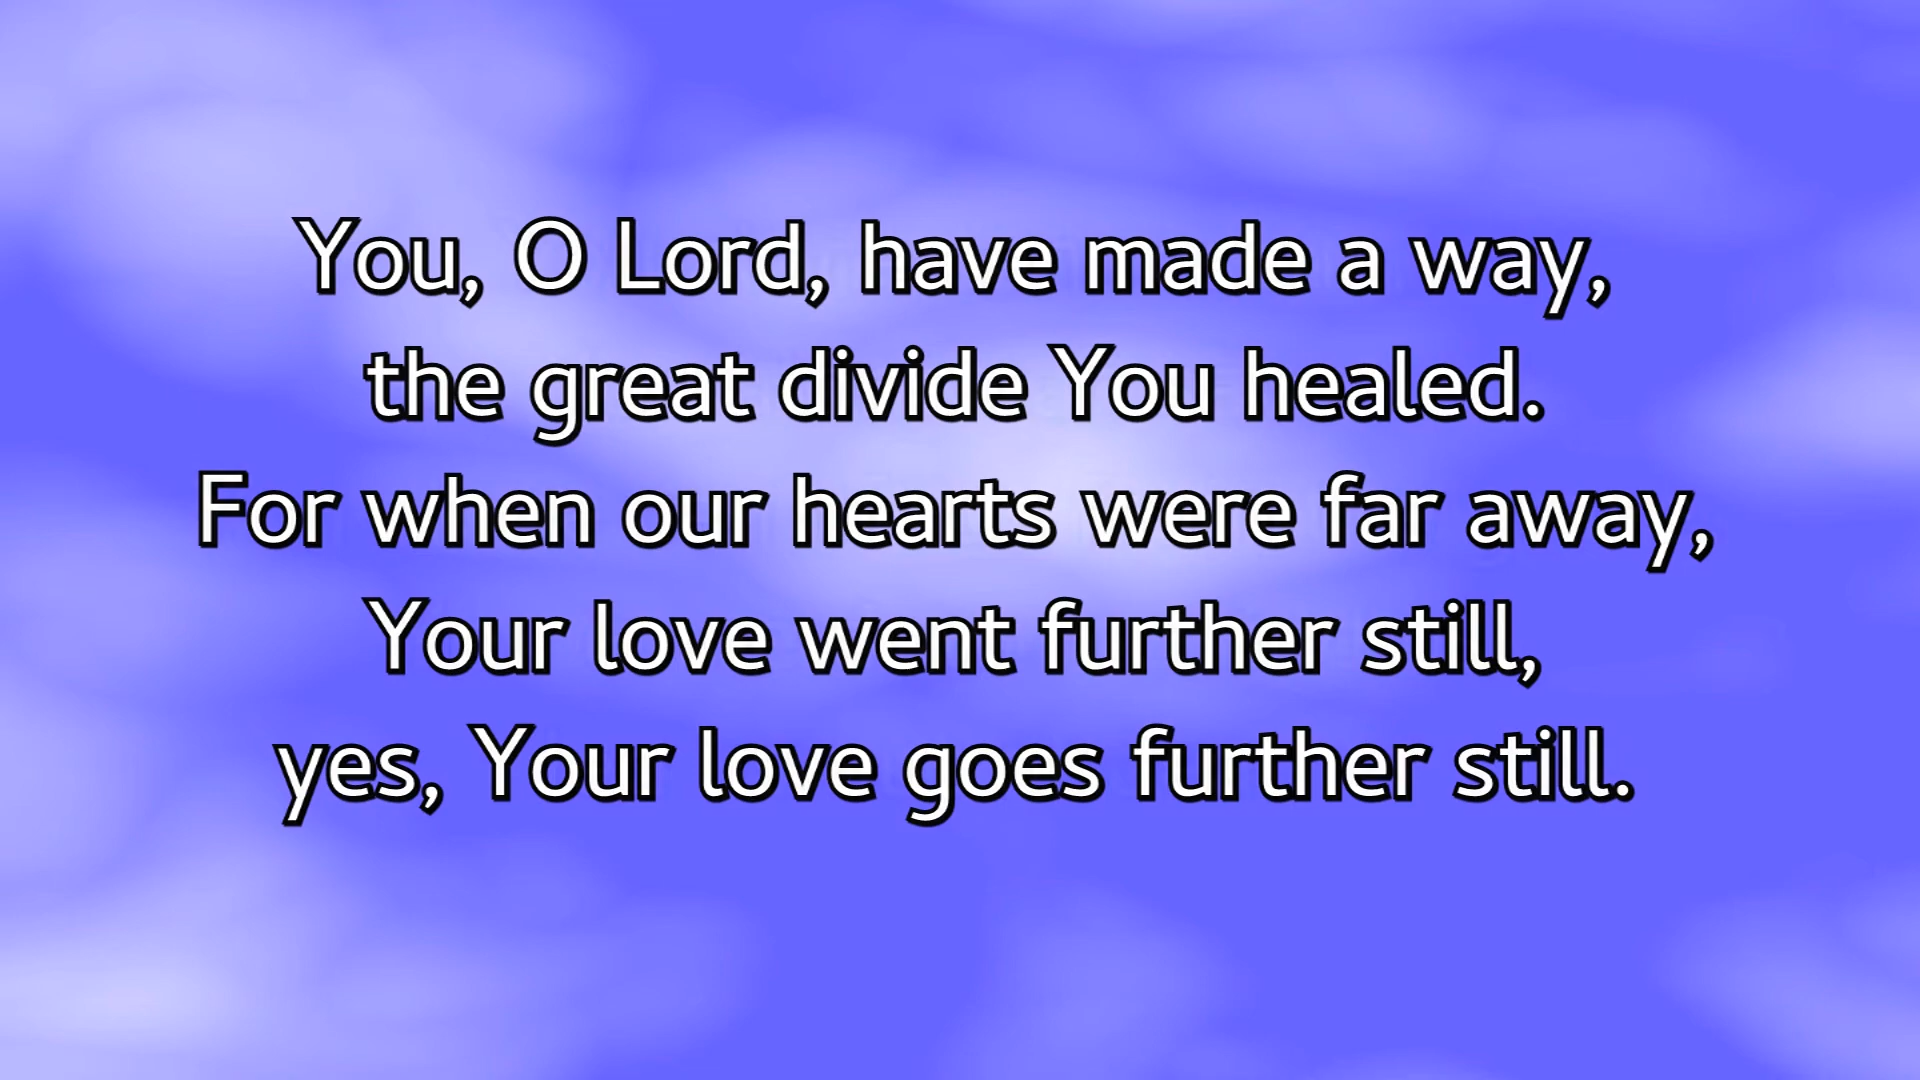 You, O Lord, have made a way,
the great divide You healed.
For when our hearts were far away,
Your love went further still,
yes, Your love goes further still.